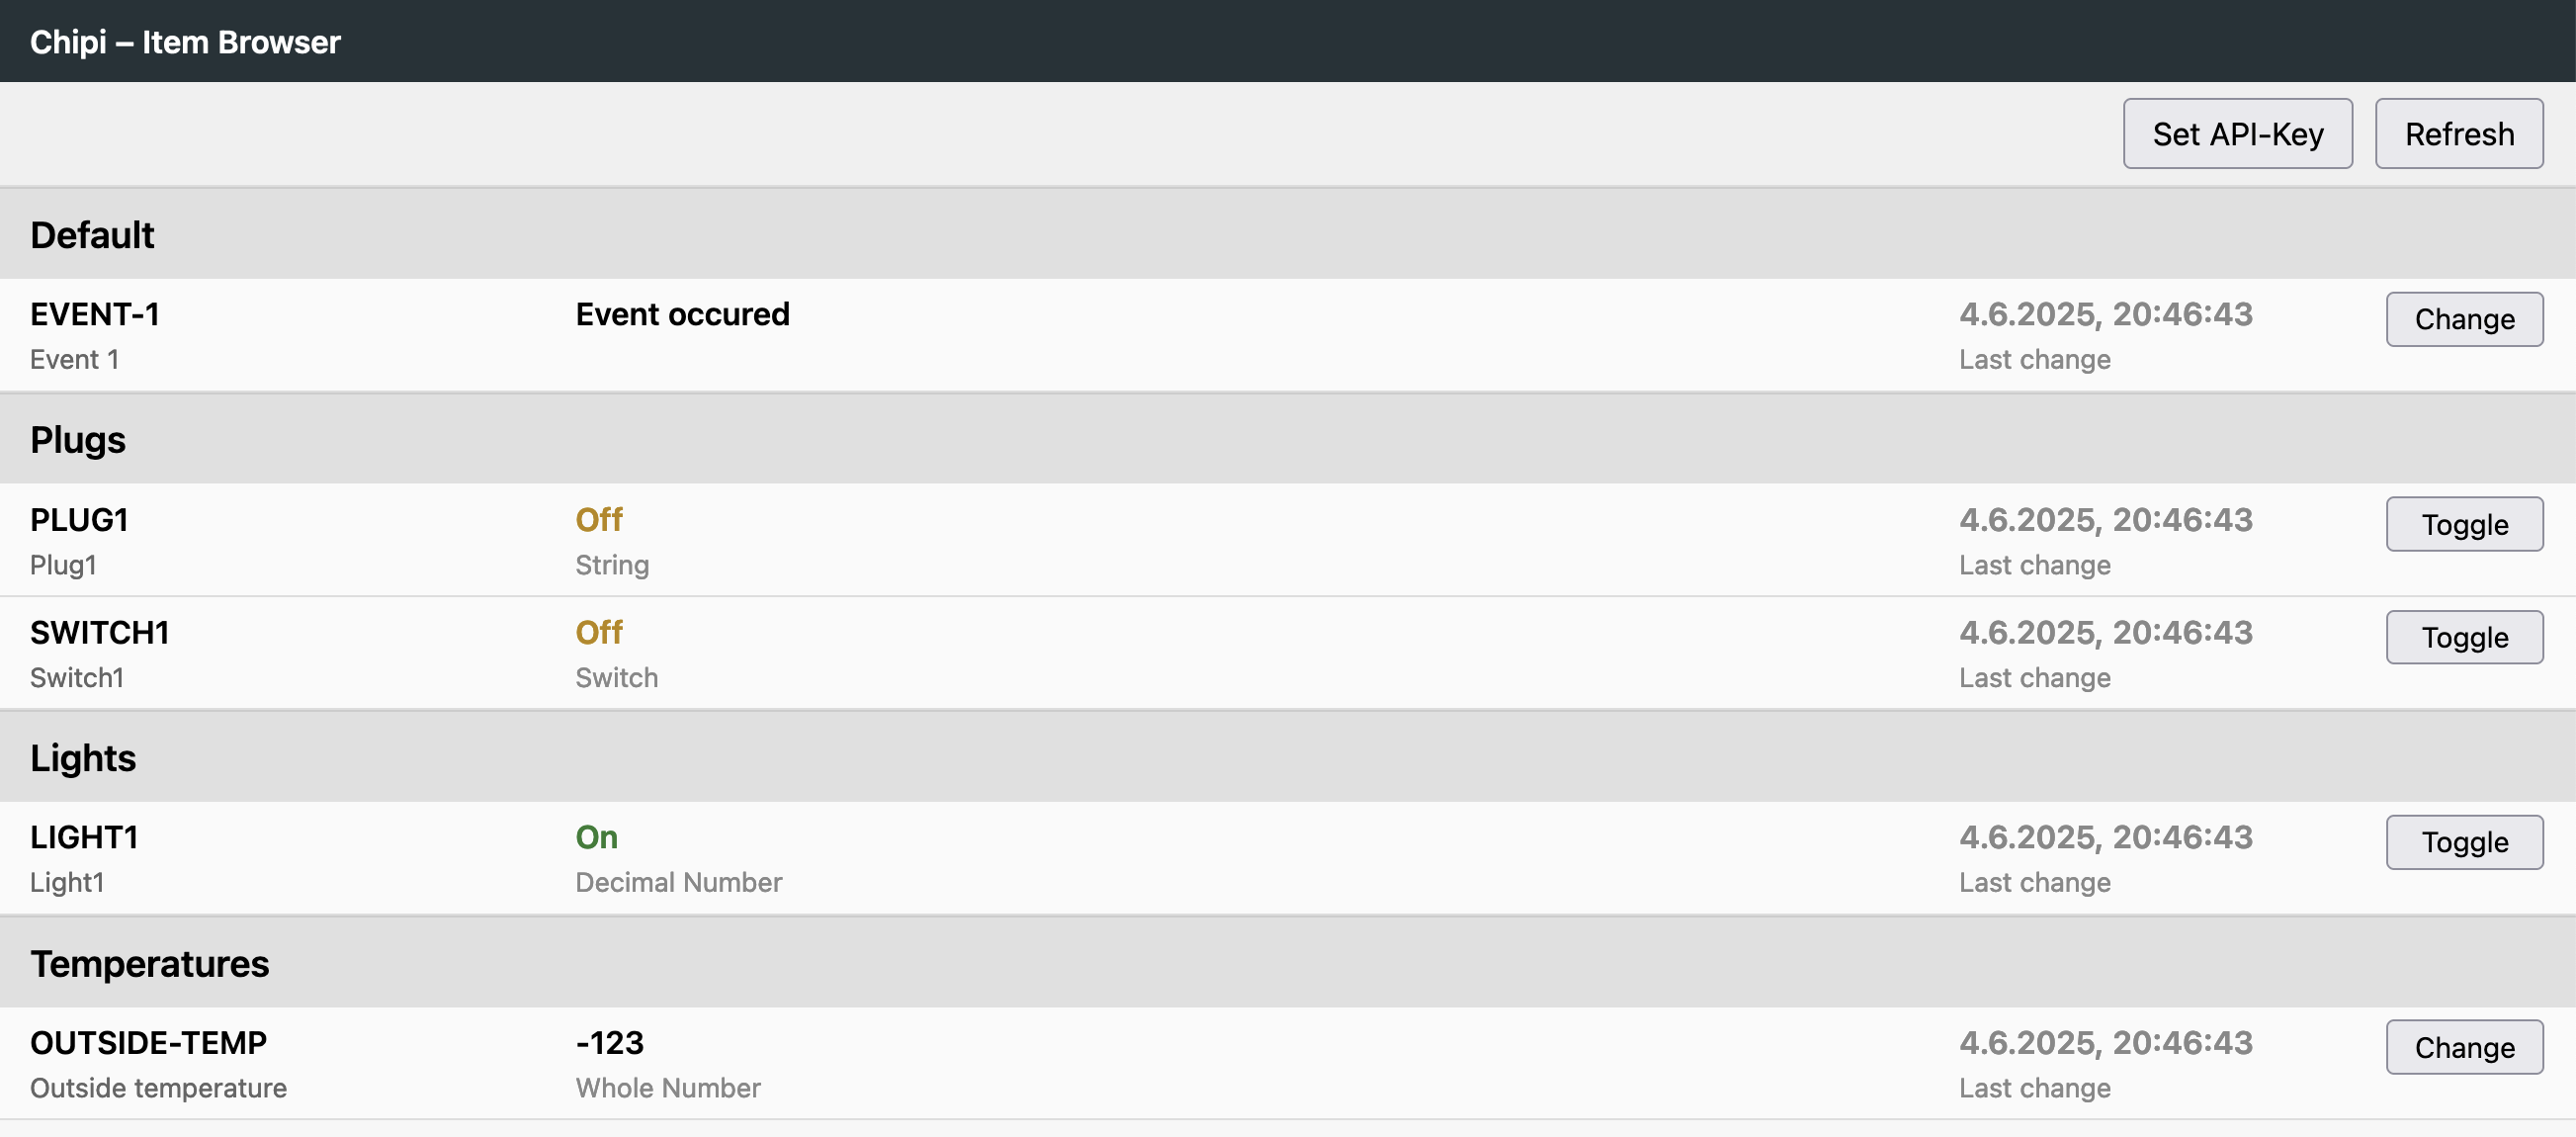 Chipi – Item Browser
Set API-Key Refresh
Default
EVENT-1 Event occured 4.6.2025, 20:46:43 Change
Event 1 Last change
Plugs
PLUG1 Off 4.6.2025, 20:46:43 Toggle
Plug1 String Last change
SWITCH1 Off 4.6.2025, 20:46:43 Toggle
Switch1 Switch Last change
Lights
LIGHT1 On 4.6.2025, 20:46:43 Toggle
Light1 Decimal Number Last change
Temperatures
OUTSIDE-TEMP -123 4.6.2025, 20:46:43 Change
Outside temperature Whole Number Last change